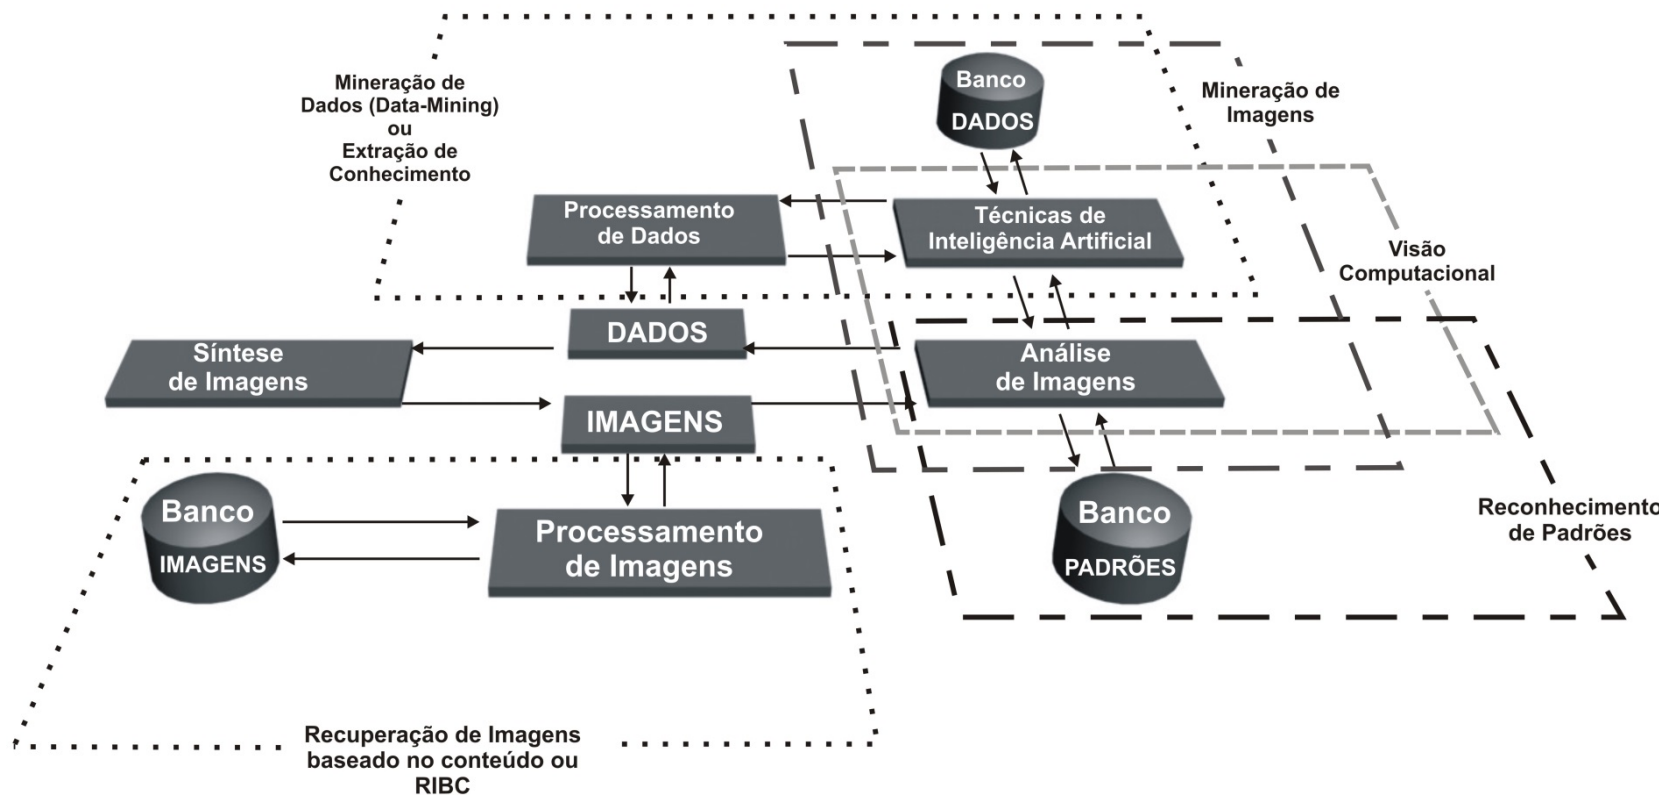 Mineração de
Dados (Data-Mining)
ou
Extração de
Conhecimento
Banco
DADOS
Mineração de
Imagens
Processamento
de Dados
Técnicas de
Inteligência Artificial
Visão
Computacional
DADOS
Síntese
de Imagens
Análise
de Imagens
IMAGENS
Banco
IMAGENS
Processamento
de Imagens
Banco
PADRÕES
Reconhecimento
de Padrões
Recuperação de Imagens
baseado no conteúdo ou
RIBC